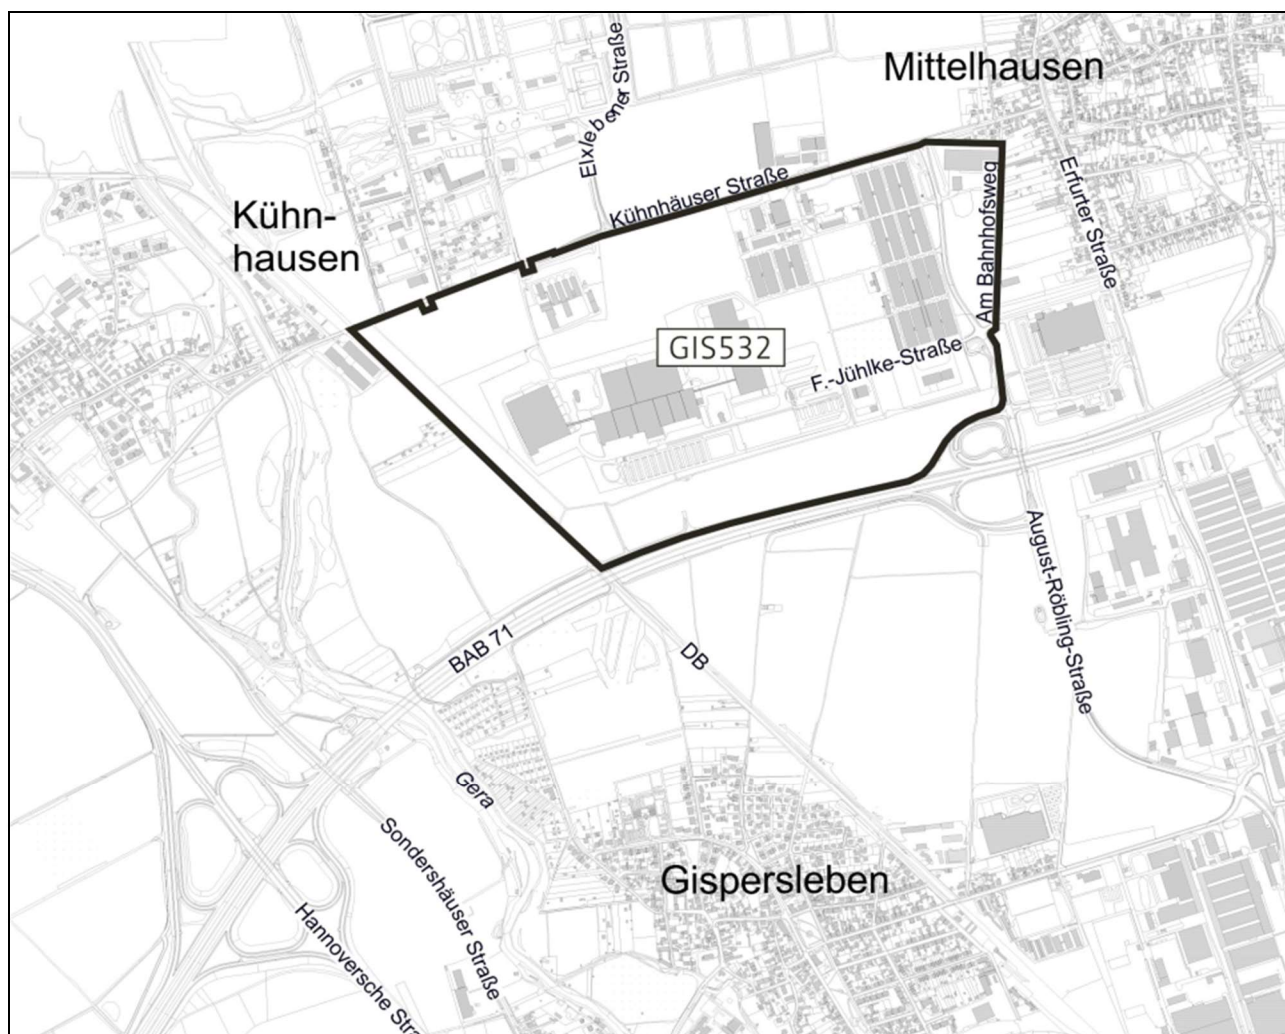 Mittelhausen
Elxlebener Straße
Kühnhäuser Straße
Kühn-
hausen
Erfurter Straße
Am Bahnhofsweg
GIS532
F.-Jühlke-Straße
August-Röbling-Straße
BAB 71
DB
Gera
Sondershäuser Straße
Gispersleben
Hannoversche Stra